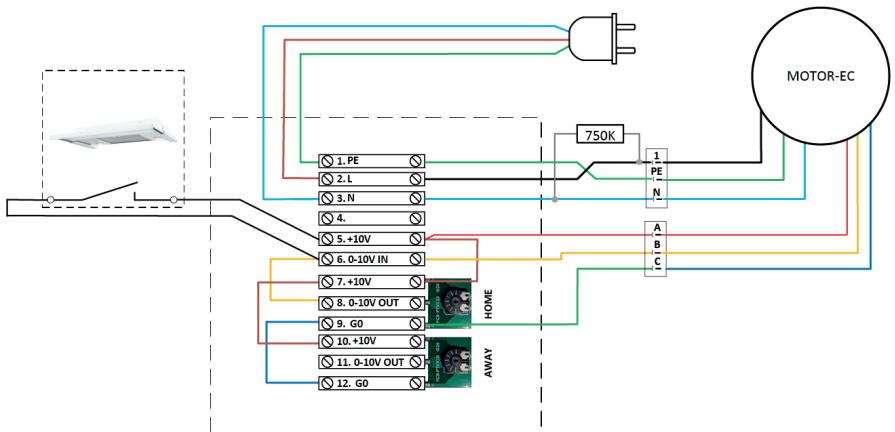 MOTOR-EC
750K
1. PE
2. L
3. N
4.
5. +10V
6. 0-10V IN
7. +10V
8. 0-10V OUT
9. G0
10. +10V
11. 0-10V OUT
12. G0
HOME
AWAY
1
PE
N
A
B
C